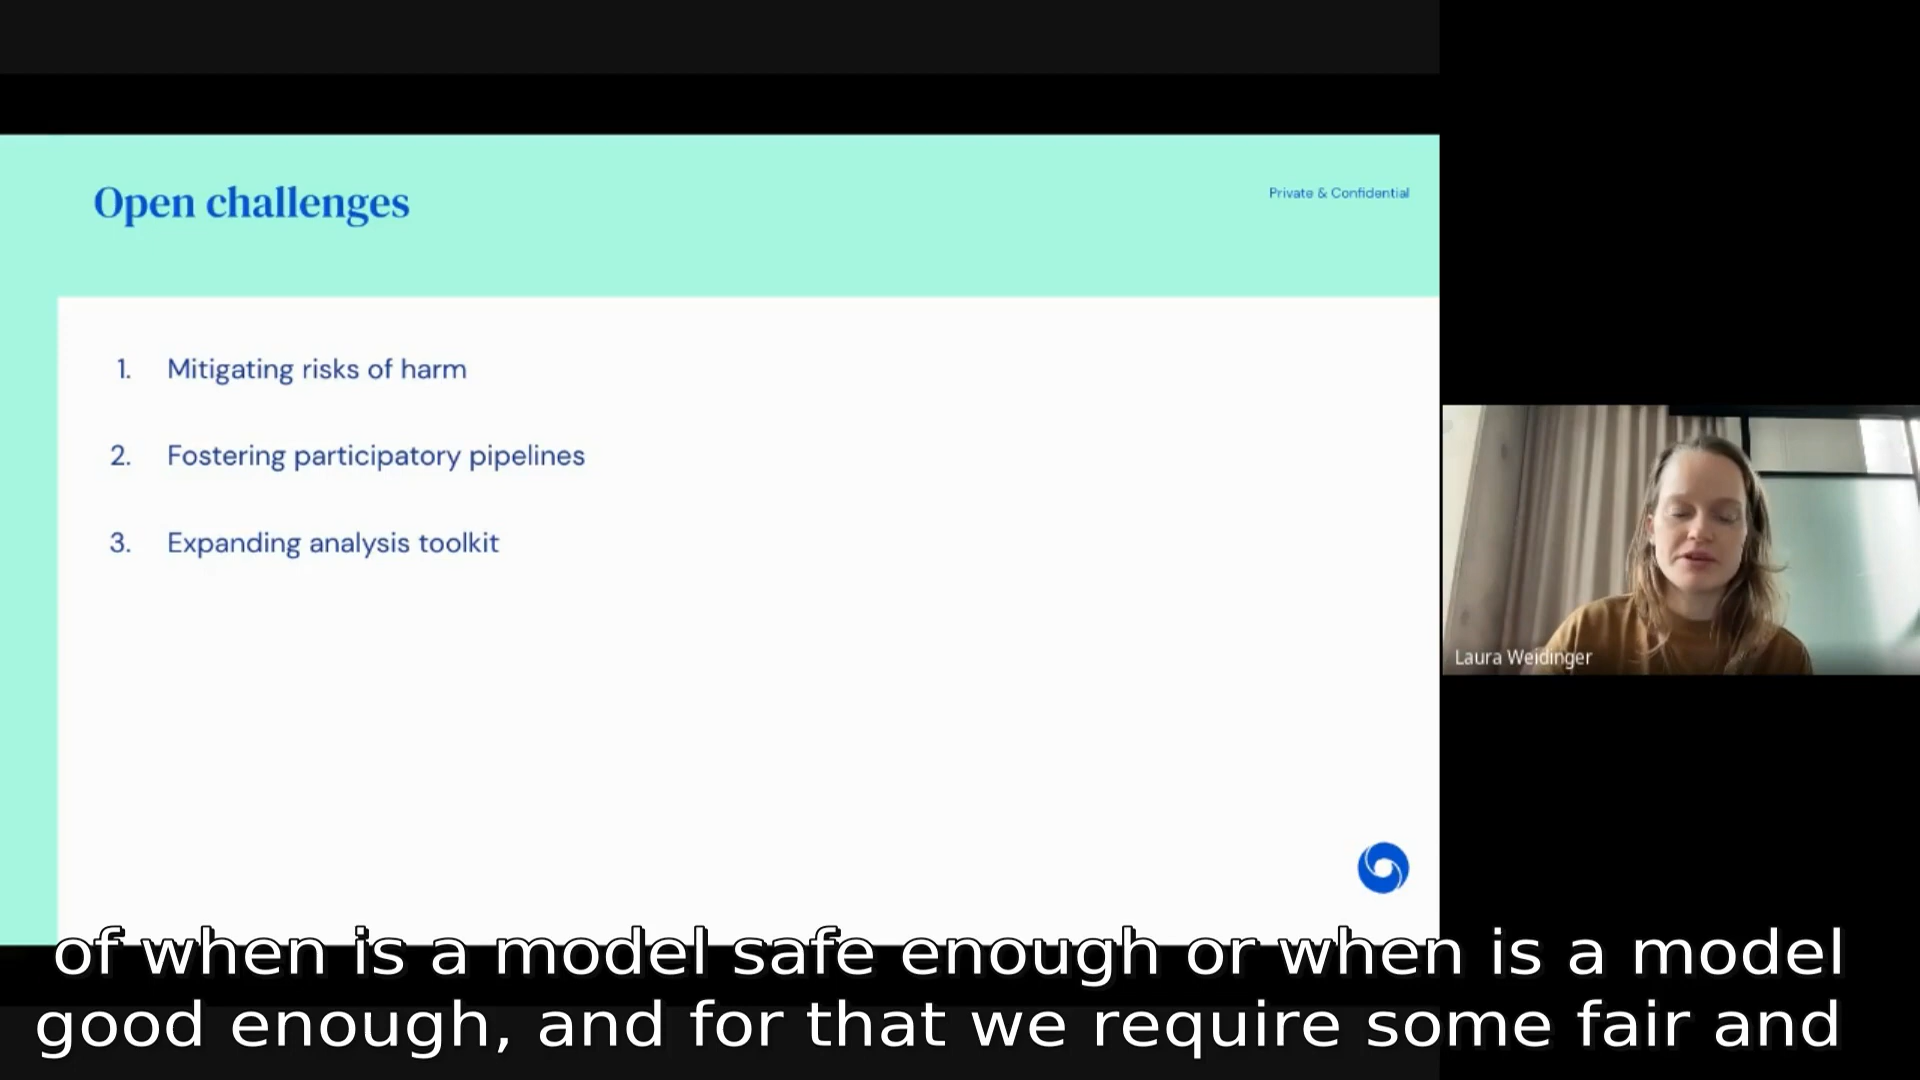 Open challenges
Private & Confidential
1. Mitigating risks of harm
2. Fostering participatory pipelines
3. Expanding analysis toolkit
Laura Weidinger
of when is a model safe enough or when is a model
good enough, and for that we require some fair and